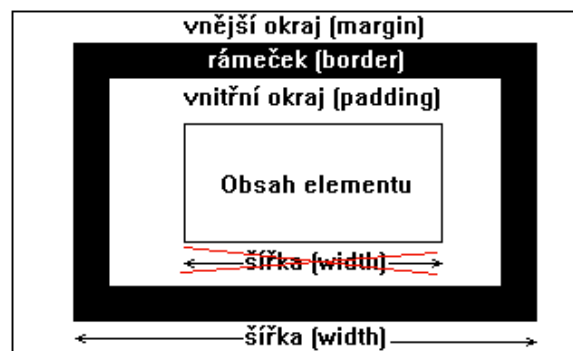 vnější okraj (margin)
rámeček (border)
vnitřní okraj (padding)
Obsah elementu
šířka (width)
šířka (width)